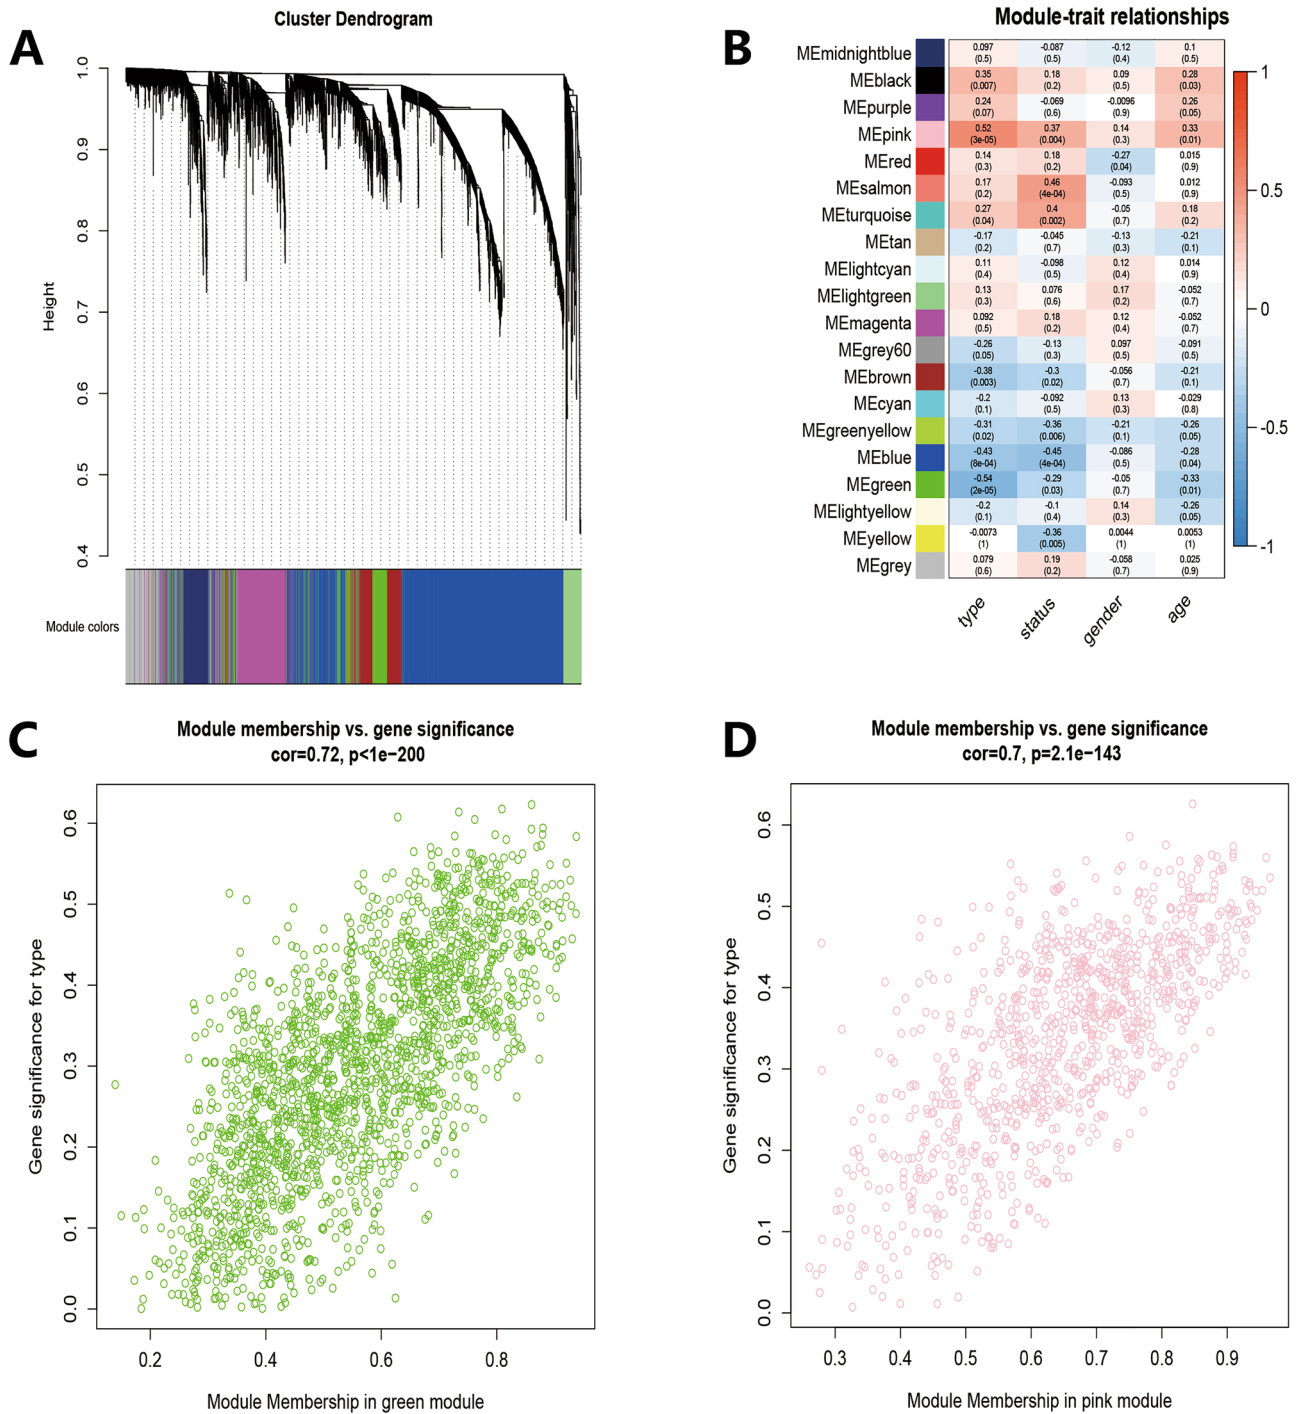 A
Cluster Dendrogram
Height
1.0
0.9
0.8
0.7
0.6
0.5
0.4
Module colors
B
Module-trait relationships
MEmidnightblue 0.097 (0.5) -0.087 (0.5) -0.12 (0.4) 0.1 (0.5)
MEblack 0.35 (0.007) 0.18 (0.2) 0.09 (0.5) 0.28 (0.03)
MEpurple 0.24 (0.07) -0.069 (0.6) -0.0096 (0.9) 0.26 (0.05)
MEpink 0.52 (3e-05) 0.37 (0.004) 0.14 (0.3) 0.33 (0.01)
MEred 0.14 (0.3) 0.18 (0.2) -0.27 (0.04) 0.015 (0.9)
MEsalmon 0.17 (0.2) 0.46 (4e-04) -0.093 (0.5) 0.012 (0.9)
MEturquoise 0.27 (0.04) 0.4 (0.002) -0.05 (0.7) 0.18 (0.2)
MEtan -0.17 (0.2) -0.045 (0.7) -0.13 (0.3) -0.21 (0.1)
MElightcyan 0.11 (0.4) -0.098 (0.5) 0.12 (0.4) 0.014 (0.9)
MElightgreen 0.13 (0.3) 0.076 (0.6) 0.17 (0.2) -0.052 (0.7)
MEmagenta 0.092 (0.5) 0.18 (0.2) 0.12 (0.4) -0.052 (0.7)
MEgrey60 -0.26 (0.05) -0.13 (0.3) 0.097 (0.5) -0.091 (0.5)
MEbrown -0.38 (0.003) -0.3 (0.02) -0.056 (0.7) -0.21 (0.1)
MEcyan -0.2 (0.1) -0.092 (0.5) 0.13 (0.3) -0.029 (0.8)
MEgreenyellow -0.31 (0.02) -0.36 (0.006) -0.21 (0.1) -0.26 (0.05)
MEblue -0.43 (8e-04) -0.45 (4e-04) -0.086 (0.5) -0.28 (0.04)
MEgreen -0.54 (2e-05) -0.29 (0.03) -0.05 (0.7) -0.33 (0.01)
MElightyellow -0.2 (0.1) -0.1 (0.4) 0.14 (0.3) -0.26 (0.05)
MEyellow -0.0073 (1) -0.36 (0.005) 0.0044 (1) 0.0053 (1)
MEgrey 0.079 (0.6) 0.19 (0.2) -0.058 (0.7) 0.025 (0.9)
type status gender age
1
0.5
0
-0.5
-1
C
Module membership vs. gene significance
cor=0.72, p<1e−200
Gene significance for type
0.6
0.5
0.4
0.3
0.2
0.1
0.0
0.2 0.4 0.6 0.8
Module Membership in green module
D
Module membership vs. gene significance
cor=0.7, p=2.1e−143
Gene significance for type
0.6
0.5
0.4
0.3
0.2
0.1
0.0
0.3 0.4 0.5 0.6 0.7 0.8 0.9
Module Membership in pink module